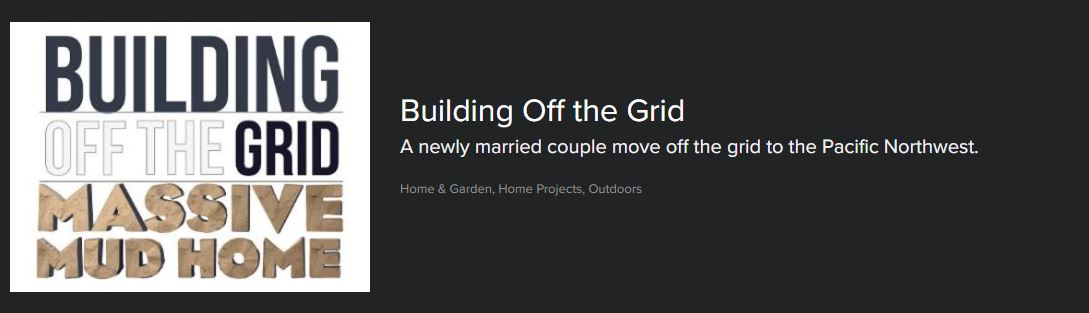 BUILDING
OFF THE GRID
MASSIVE
MUD HOME
Building Off the Grid
A newly married couple move off the grid to the Pacific Northwest.
Home & Garden, Home Projects, Outdoors